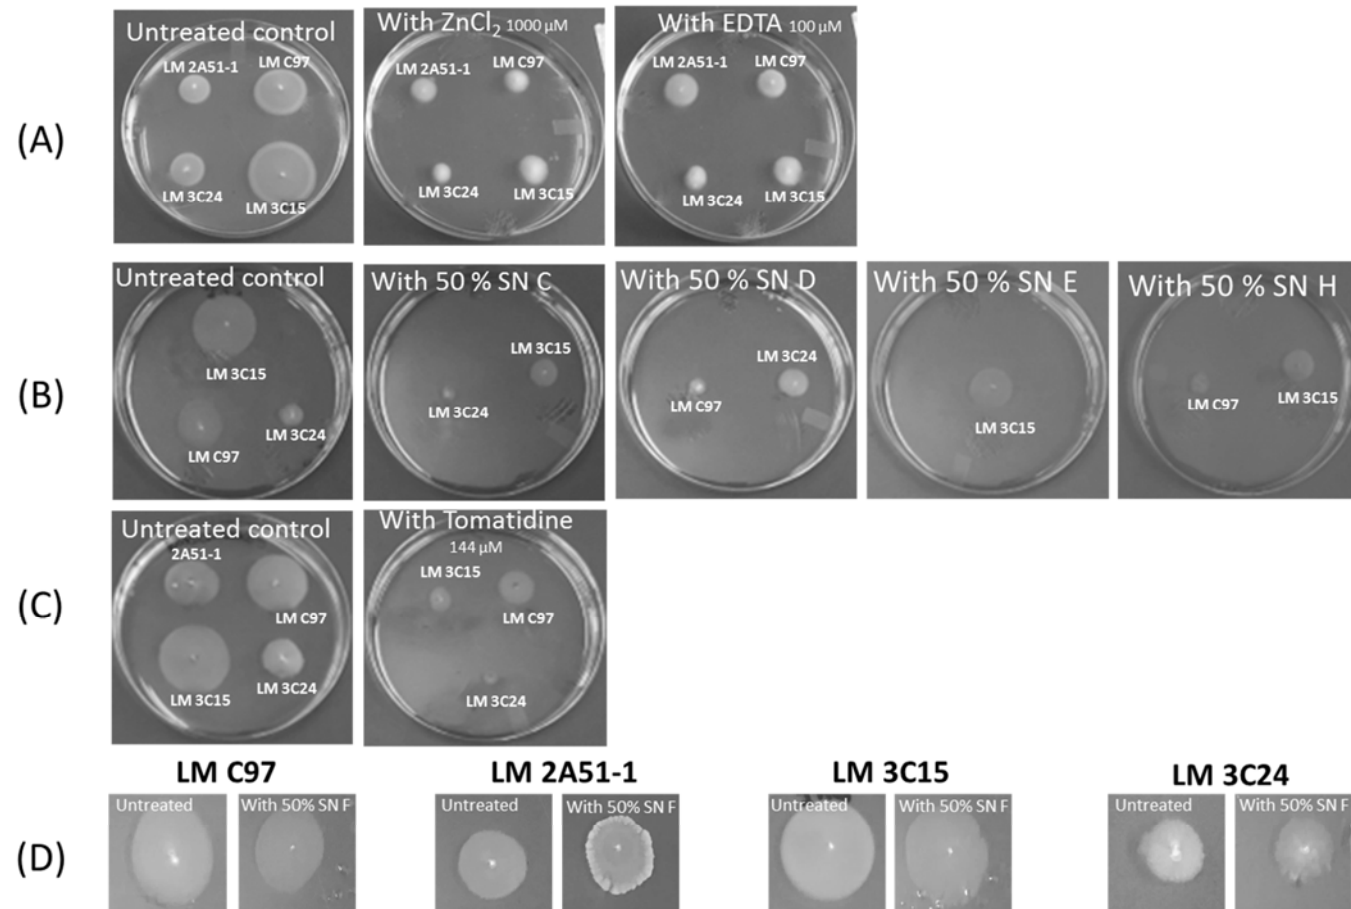 (A)
Untreated control
LM 2A51-1
LM C97
LM 3C24
LM 3C15
With ZnCl₂ 1000 µM
LM 2A51-1
LM C97
LM 3C24
LM 3C15
With EDTA 100 µM
LM 2A51-1
LM C97
LM 3C24
LM 3C15
(B)
Untreated control
LM 3C15
LM 3C24
LM C97
With 50 % SN C
LM 3C15
LM 3C24
With 50 % SN D
LM 3C24
LM C97
With 50 % SN E
LM 3C15
With 50 % SN H
LM C97
LM 3C15
(C)
Untreated control
2A51-1
LM C97
LM 3C15
LM 3C24
With Tomatidine
144 µM
LM 3C15
LM C97
LM 3C24
(D)
LM C97
Untreated
With 50% SN F
LM 2A51-1
Untreated
With 50% SN F
LM 3C15
Untreated
With 50% SN F
LM 3C24
Untreated
With 50% SN F